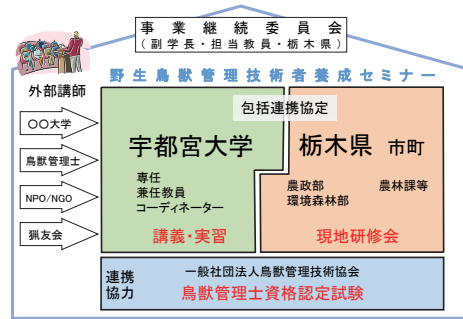 事業継続委員会
(副学長・担当教員・栃木県)
野生鳥獣管理技術者養成セミナー
外部講師
〇〇大学
鳥獣管理士
NPO/NGO
猟友会
包括連携協定
宇都宮大学
専任
兼任教員
コーディネーター
講義・実習
栃木県 市町
農政部 農林課等
環境森林部
現地研修会
連携
協力
一般社団法人鳥獣管理技術協会
鳥獣管理士資格認定試験